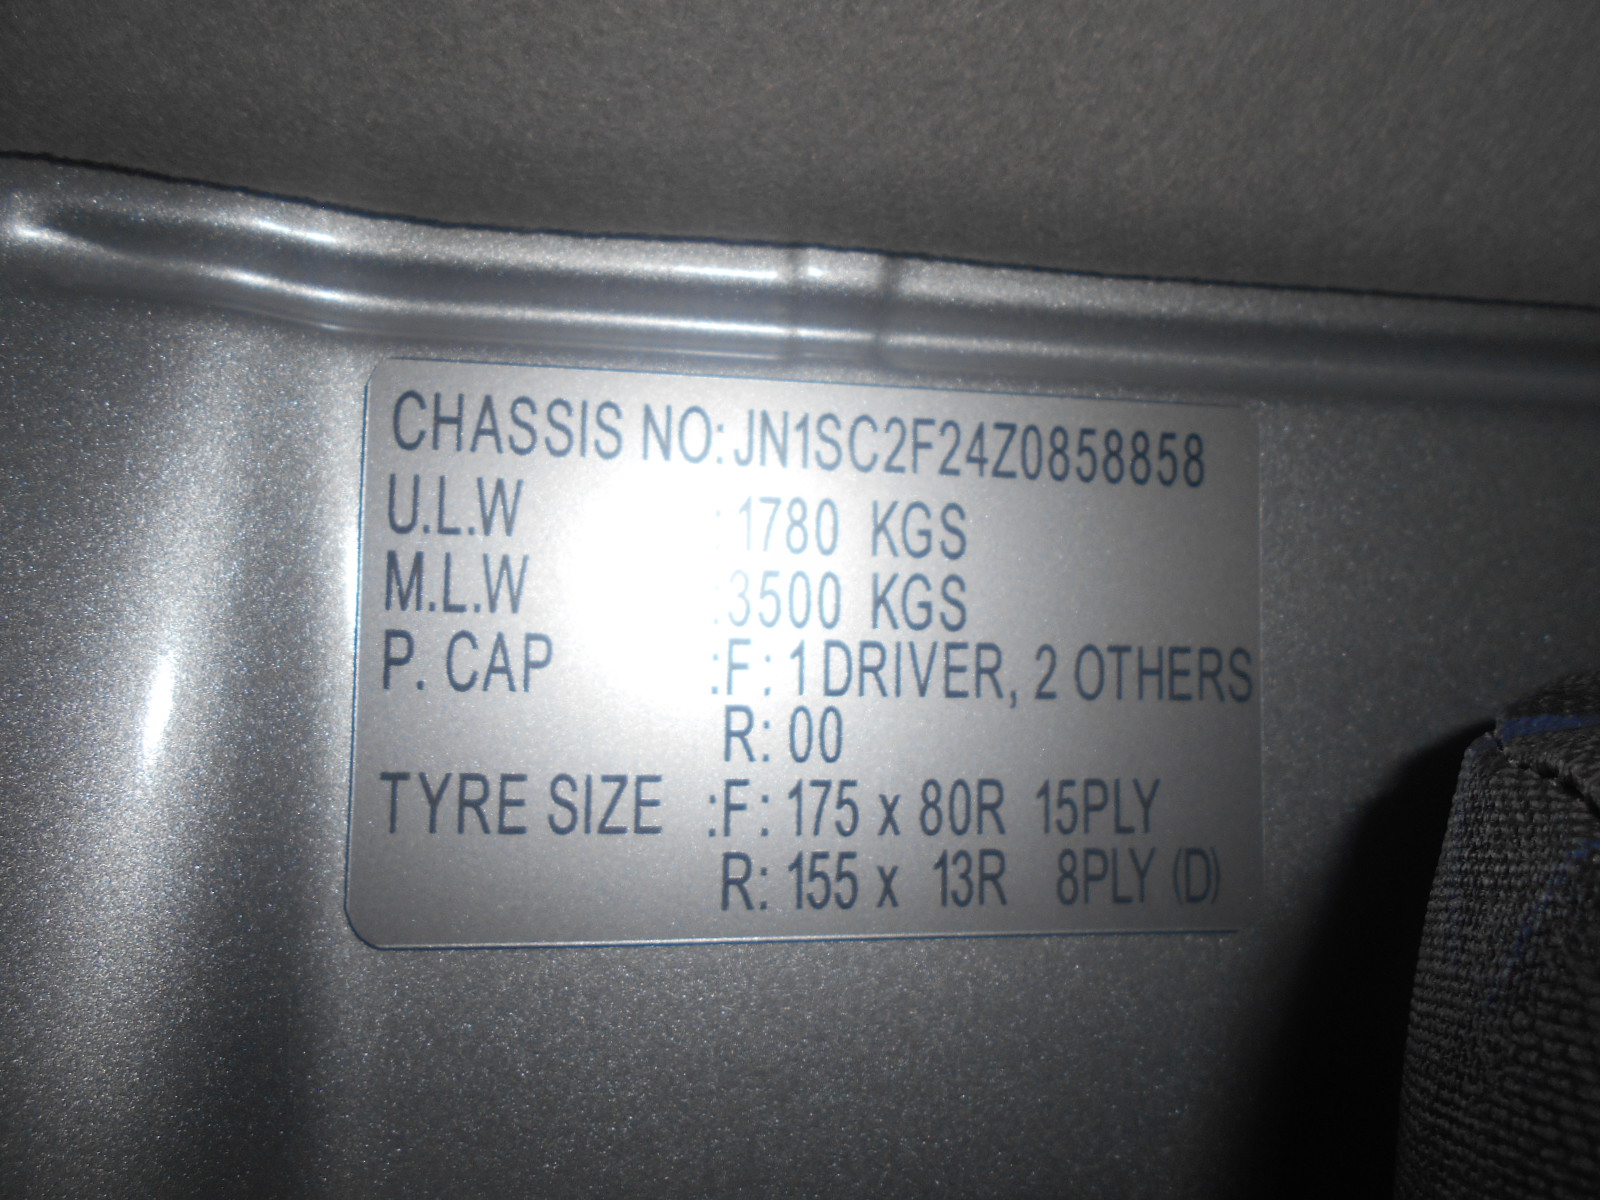 CHASSIS NO: JN1SC2F24Z0858858
U.L.W :1780 KGS
M.L.W :3500 KGS
P. CAP :F: 1 DRIVER, 2 OTHERS
R: 00
TYRE SIZE :F: 175 x 80R 15PLY
R: 155 x 13R 8PLY (D)